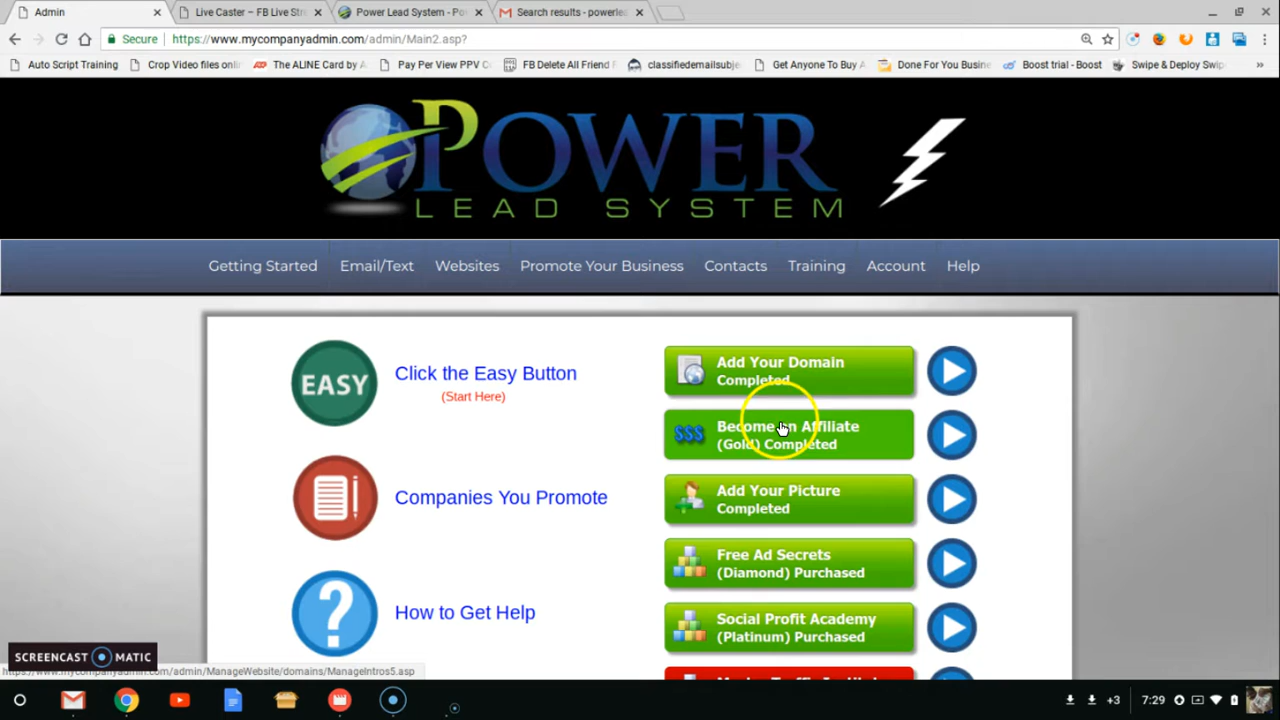 Admin
Live Caster – FB Live Str
Power Lead System - Po
Search results - powerle
Secure
https://www.mycompanyadmin.com/admin/Main2.asp?
Auto Script Training
Crop Video files onli
The ALINE Card by A
Pay Per View PPV C
FB Delete All Friend R
classifiedemailsubje
Get Anyone To Buy A
Done For You Busine
Boost trial - Boost
Swipe & Deploy Swip
»
POWER
LEAD SYSTEM
Getting Started
Email/Text
Websites
Promote Your Business
Contacts
Training
Account
Help
EASY
Click the Easy Button
(Start Here)
Companies You Promote
?
How to Get Help
Add Your Domain
Completed
$$$
Become an Affiliate
(Gold) Completed
Add Your Picture
Completed
Free Ad Secrets
(Diamond) Purchased
Social Profit Academy
(Platinum) Purchased
SCREENCAST MATIC
https://www.mycompanyadmin.com/admin/ManageWebsite/domains/ManageIntros5.asp
+3
7:29